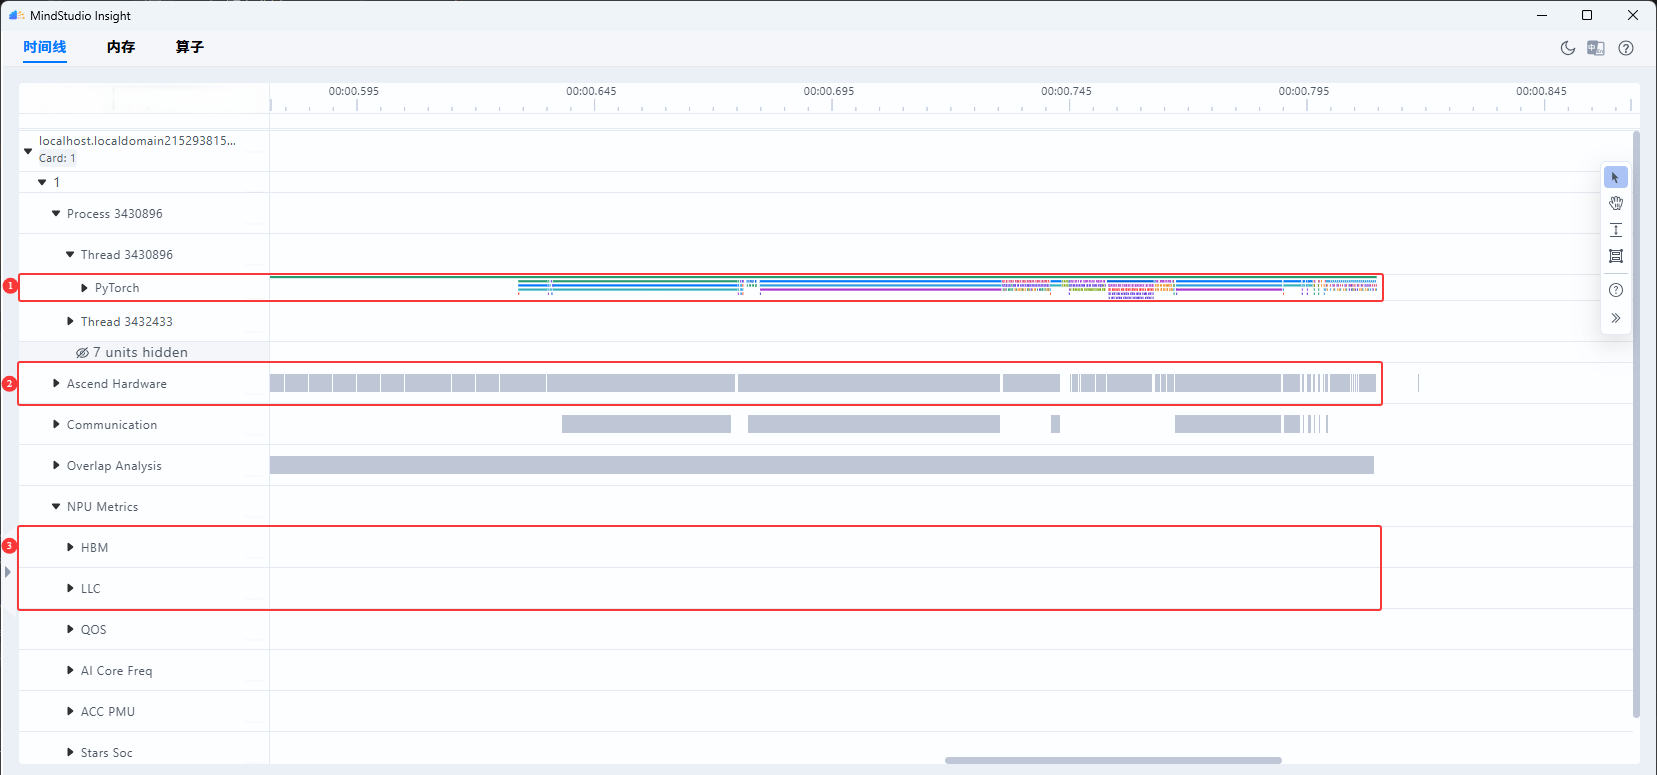 MindStudio Insight
时间线 内存 算子
00:00.595 00:00.645 00:00.695 00:00.745 00:00.795 00:00.845
localhost.localdomain215293815...
Card: 1
1
Process 3430896
Thread 3430896
1 PyTorch
Thread 3432433
7 units hidden
2 Ascend Hardware
Communication
Overlap Analysis
NPU Metrics
3 HBM
LLC
QOS
AI Core Freq
ACC PMU
Stars Soc